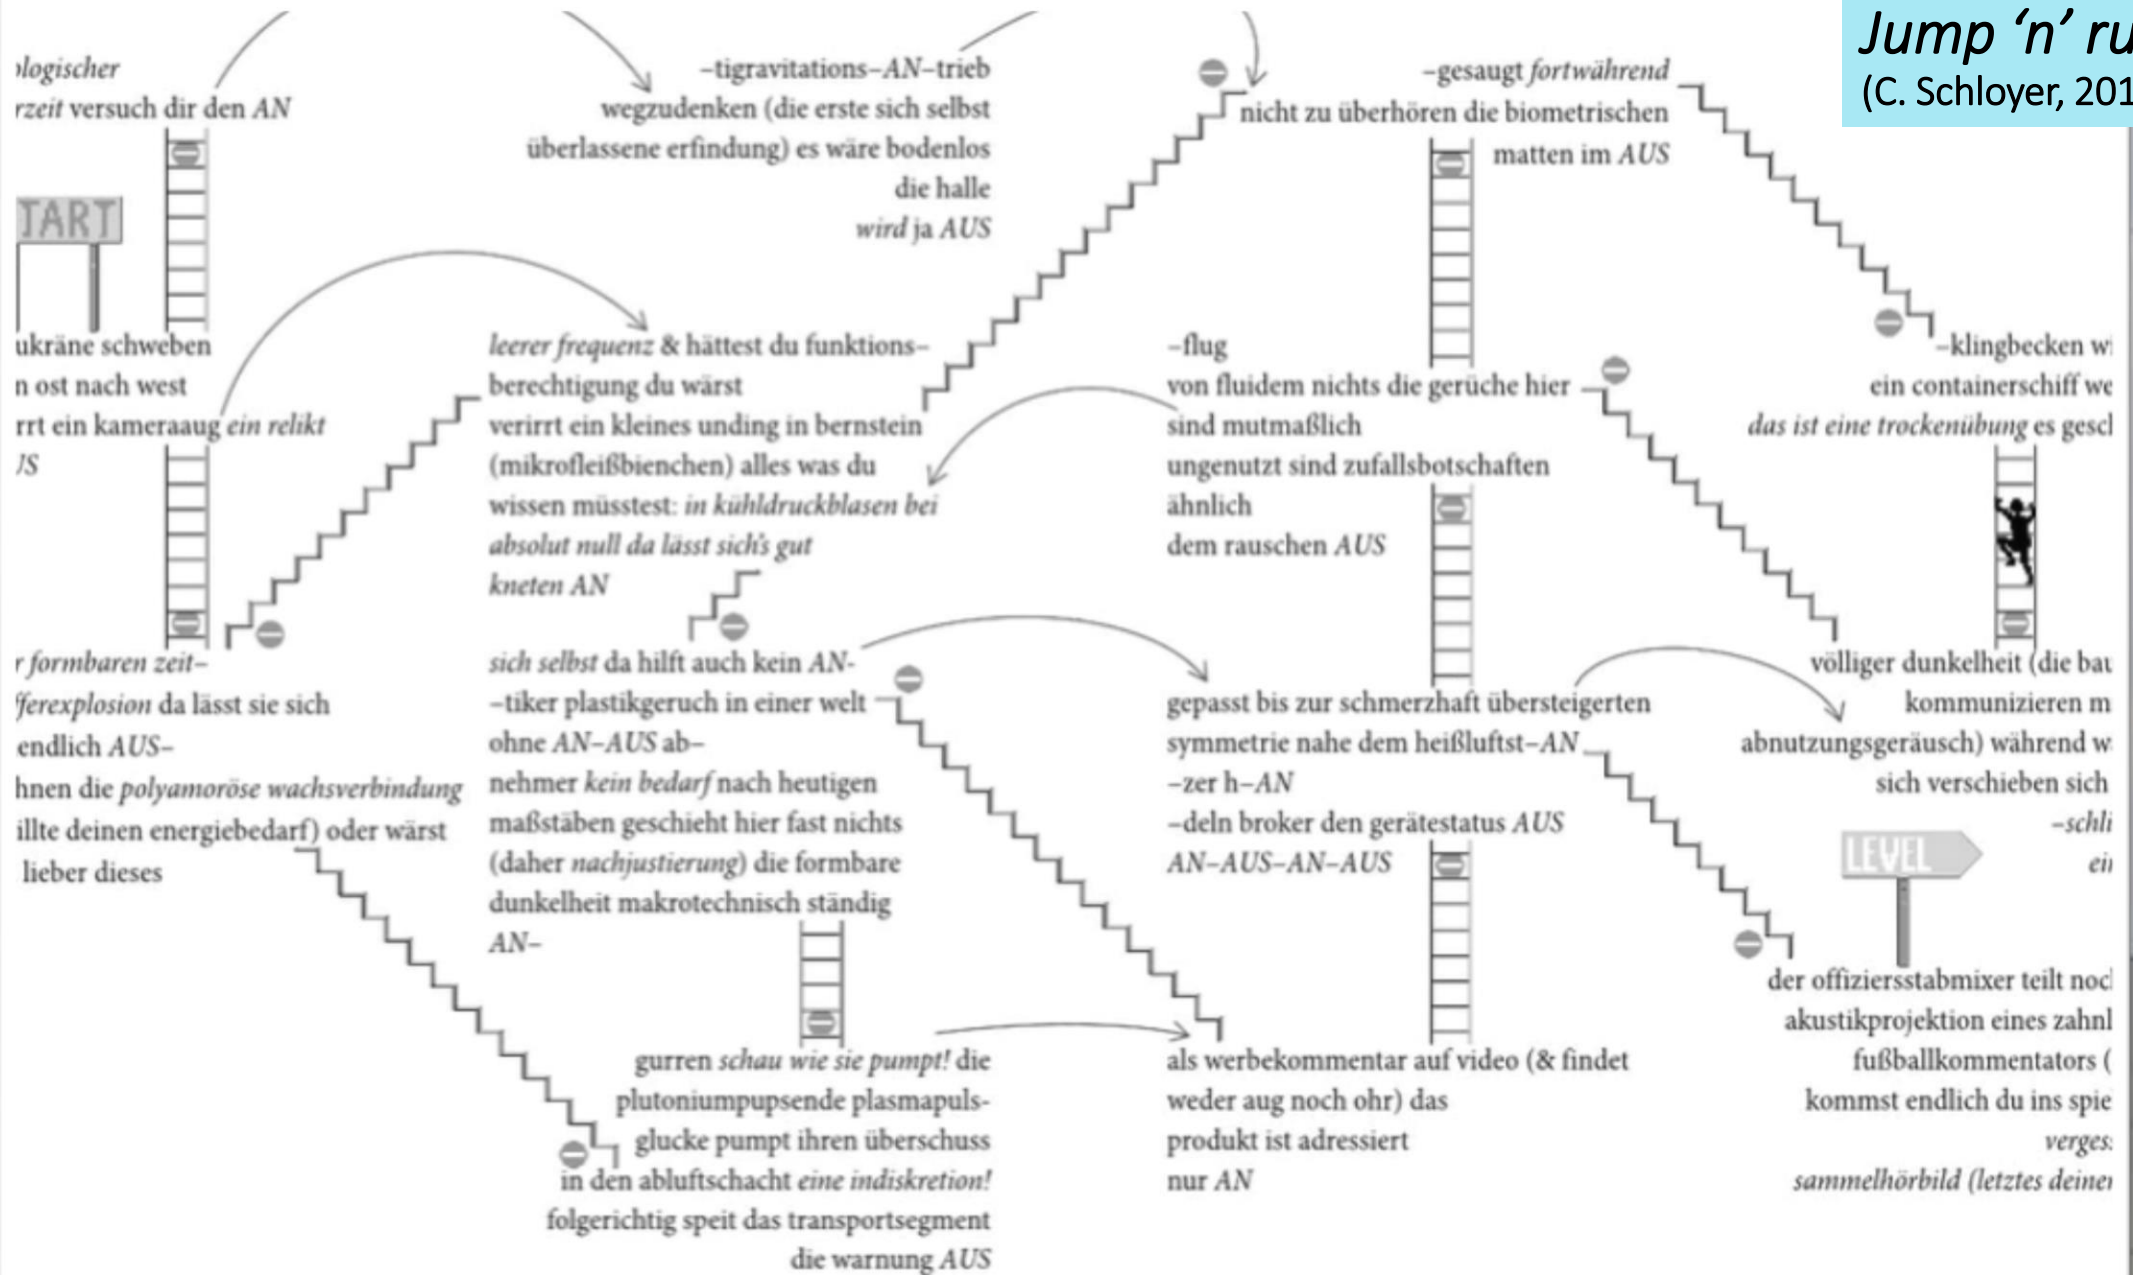 Jump ‘n’ ru
(C. Schloyer, 201
ologischer
rzeit versuch dir den AN
TART
ukräne schweben
n ost nach west
rrt ein kameraaug ein relikt
US
r formbaren zeit–
fferexplosion da lässt sie sich
endlich AUS–
hnen die polyamoröse wachsverbindung
illte deinen energiebedarf) oder wärst
lieber dieses
–tigravitations–AN–trieb
wegzudenken (die erste sich selbst
überlassene erfindung) es wäre bodenlos
die halle
wird ja AUS
leerer frequenz & hättest du funktions–
berechtigung du wärst
verirrt ein kleines unding in bernstein
(mikrofleißbienchen) alles was du
wissen müsstest: in kühldruckblasen bei
absolut null da lässt sich's gut
kneten AN
sich selbst da hilft auch kein AN-
–tiker plastikgeruch in einer welt
ohne AN–AUS ab–
nehmer kein bedarf nach heutigen
maßstäben geschieht hier fast nichts
(daher nachjustierung) die formbare
dunkelheit makrotechnisch ständig
AN–
gurren schau wie sie pumpt! die
plutoniumpupsende plasmapuls-
glucke pumpt ihren überschuss
in den abluftschacht eine indiskretion!
folgerichtig speit das transportsegment
die warnung AUS
–gesaugt fortwährend
nicht zu überhören die biometrischen
matten im AUS
–flug
von fluidem nichts die gerüche hier
sind mutmaßlich
ungenutzt sind zufallsbotschaften
ähnlich
dem rauschen AUS
gepasst bis zur schmerzhaft übersteigerten
symmetrie nahe dem heißluftst–AN
–zer h–AN
–deln broker den gerätestatus AUS
AN–AUS–AN–AUS
als werbekommentar auf video (& findet
weder aug noch ohr) das
produkt ist adressiert
nur AN
–klingbecken wi
ein containerschiff we
das ist eine trockenübung es gesch
völliger dunkelheit (die bau
kommunizieren m
abnutzungsgeräusch) während w
sich verschieben sich
–schli
ein
LEVEL
der offiziersstabmixer teilt noch
akustikprojektion eines zahnl
fußballkommentators (
kommst endlich du ins spie
verges
sammelhörbild (letztes deiner